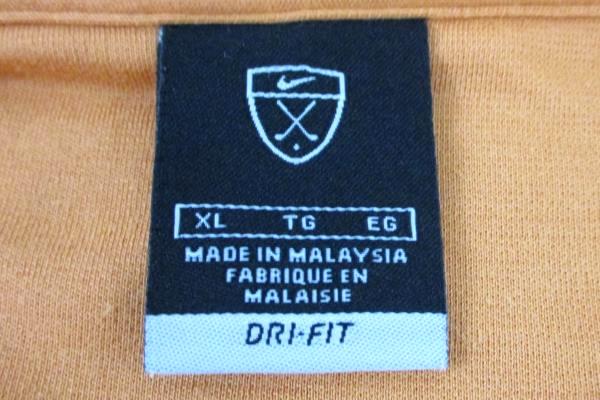 XL TG EG
MADE IN MALAYSIA
FABRIQUE EN
MALAISIE
DRI-FIT